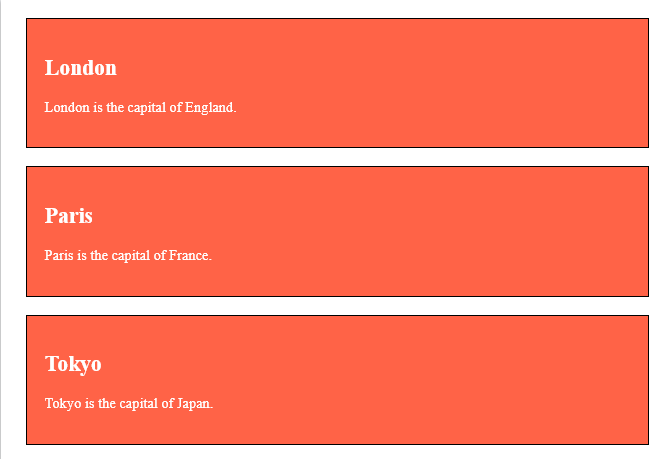 London
London is the capital of England.
Paris
Paris is the capital of France.
Tokyo
Tokyo is the capital of Japan.